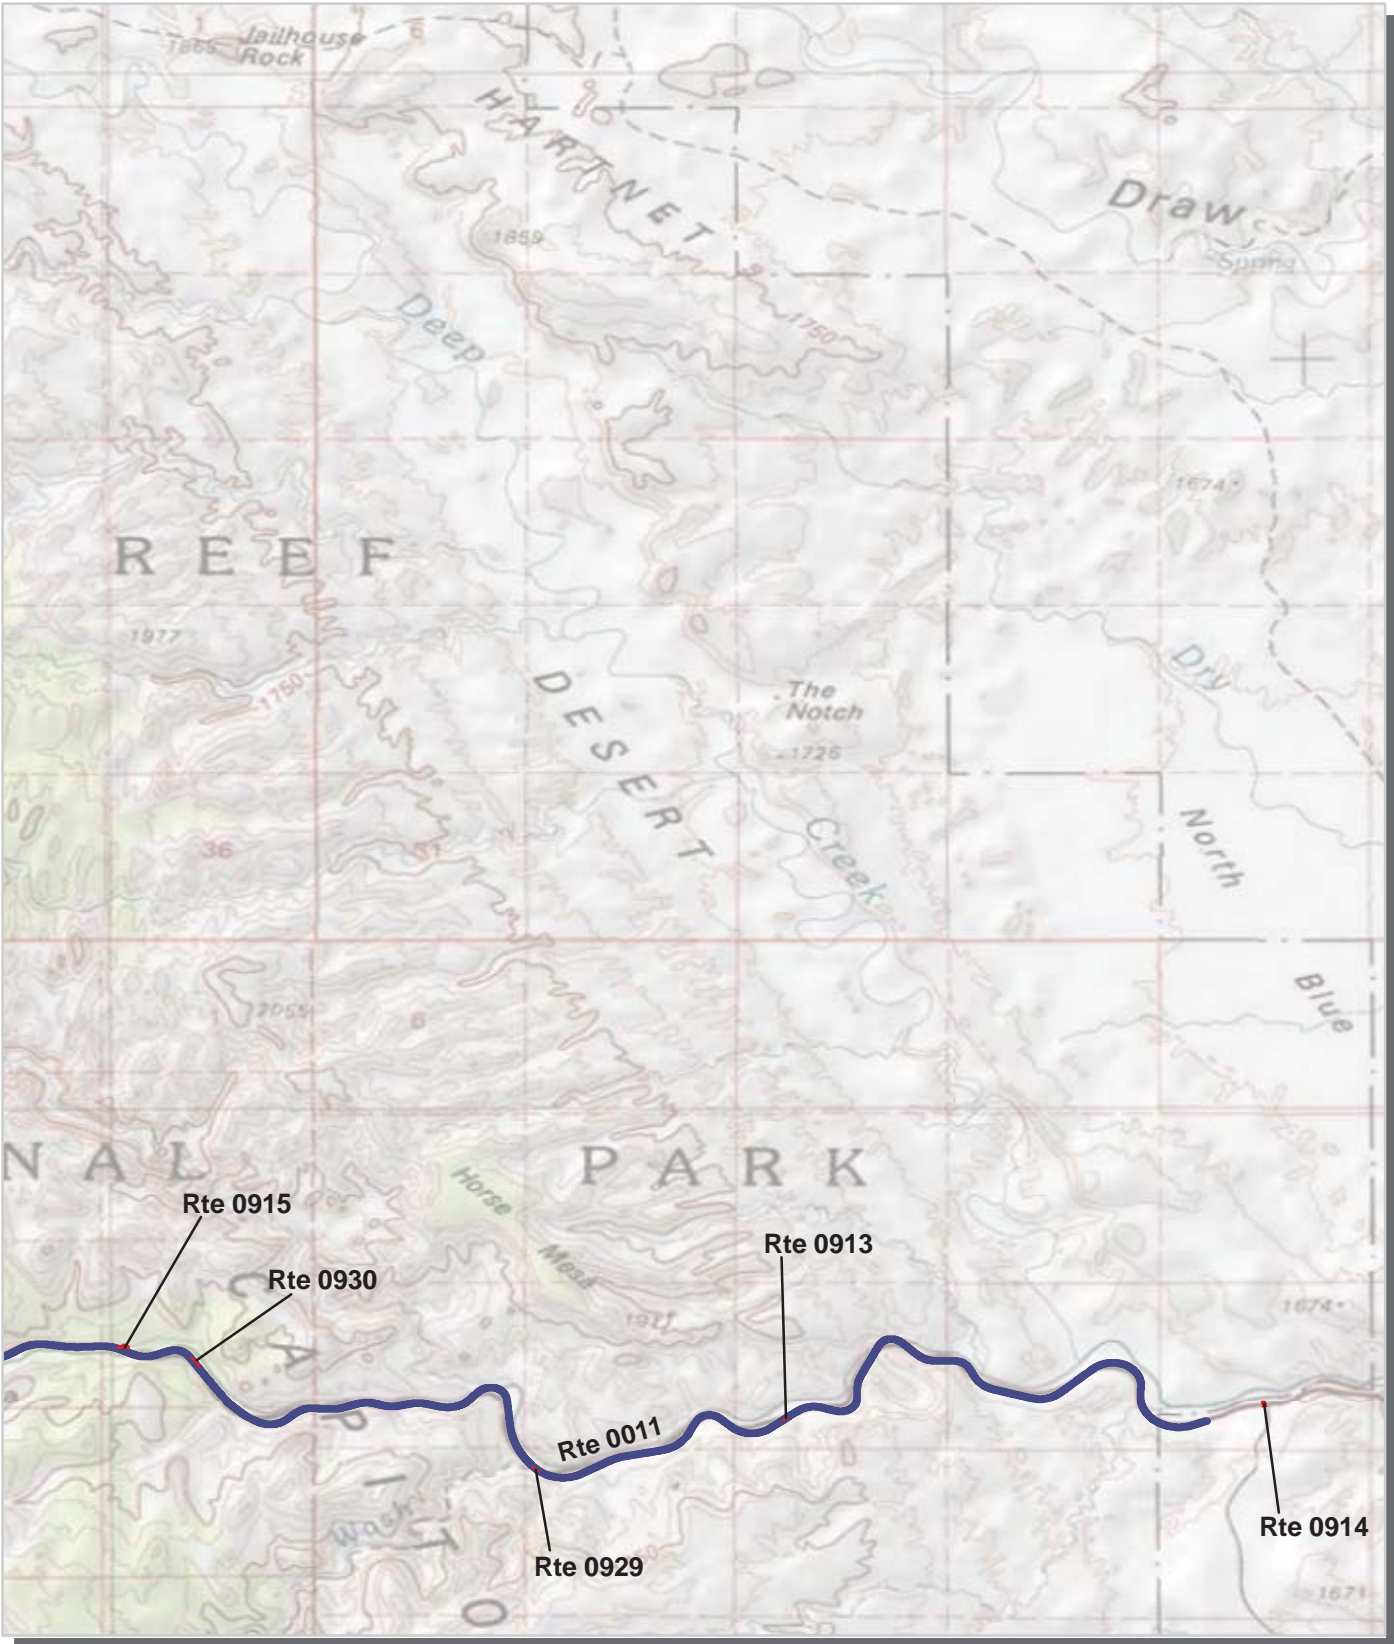 1865
Jailhouse
Rock
6
HARTNET
Draw
Spring
1859
Deep
1750
1674
REEF
1977
1750
Dry
DESERT
The
Notch
1726
36
31
Creek
North
Blue
2055
6
NAL
PARK
Horse
Mesa
Rte 0915
Rte 0913
Rte 0930
1674
CAPITO
Rte 0011
Wash
Rte 0914
Rte 0929
1671